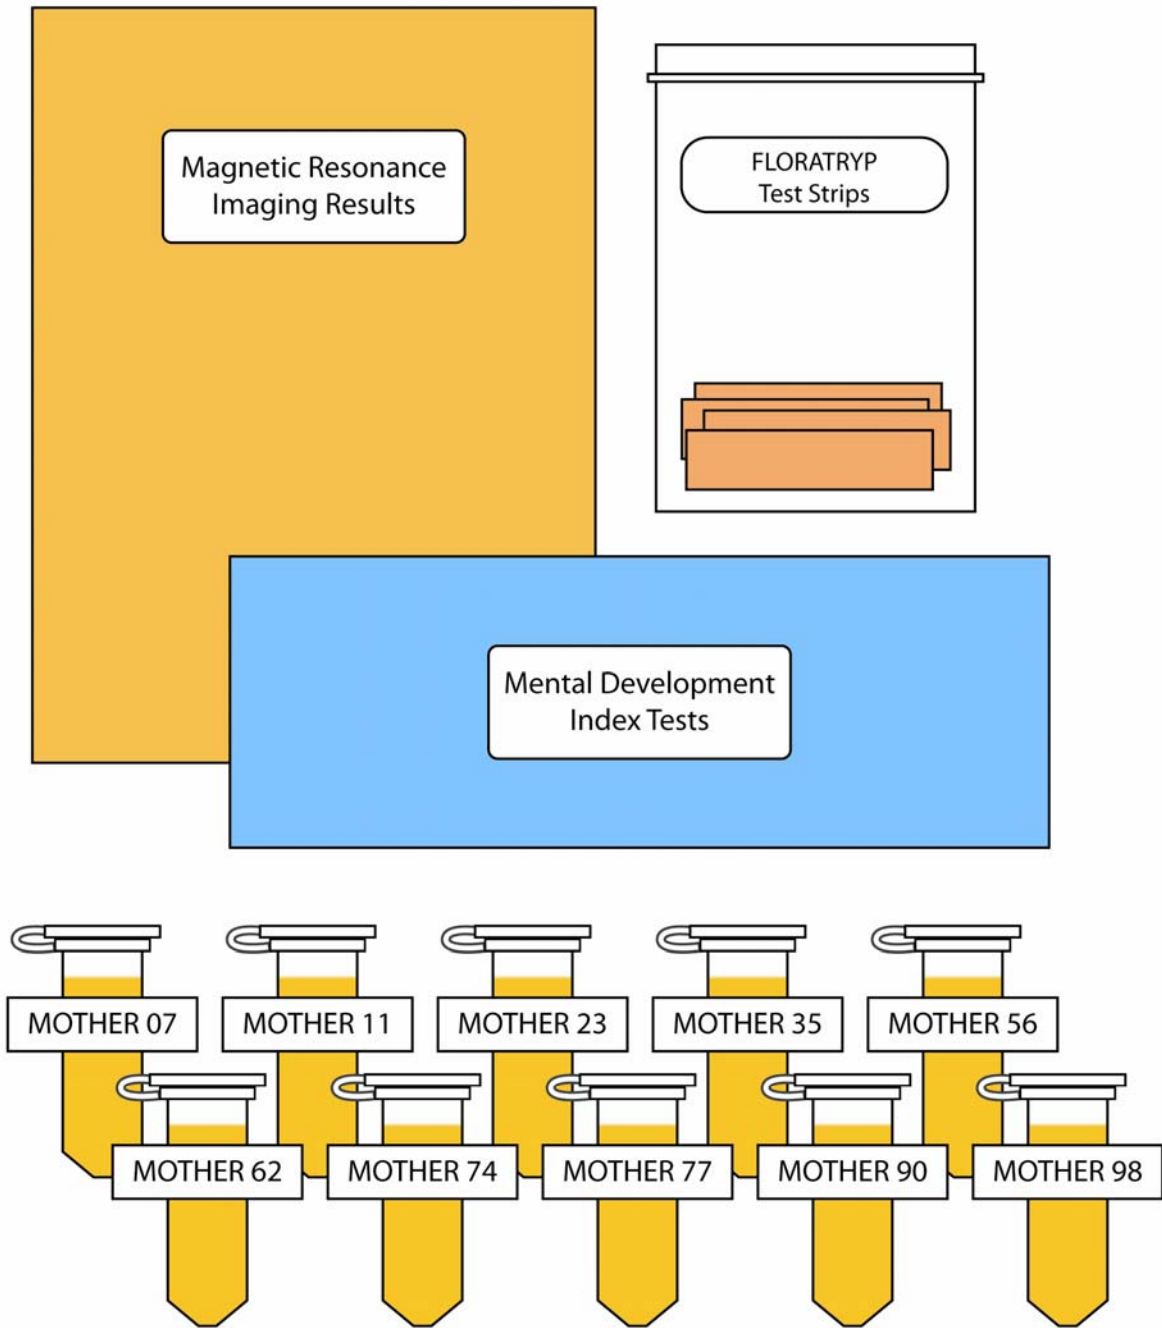 Magnetic Resonance
Imaging Results
FLORATRYP
Test Strips
Mental Development
Index Tests
MOTHER 07
MOTHER 11
MOTHER 23
MOTHER 35
MOTHER 56
MOTHER 62
MOTHER 74
MOTHER 77
MOTHER 90
MOTHER 98